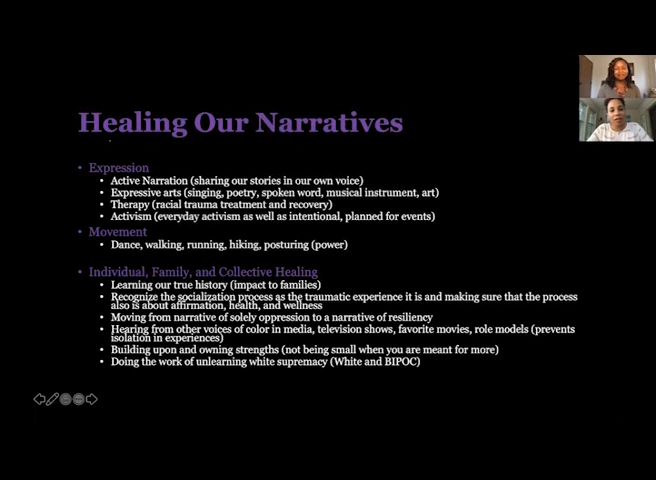 Healing Our Narratives
• Expression
• Active Narration (sharing our stories in our own voice)
• Expressive arts (singing, poetry, spoken word, musical instrument, art)
• Therapy (racial trauma treatment and recovery)
• Activism (everyday activism as well as intentional, planned for events)
• Movement
• Dance, walking, running, hiking, posturing (power)
• Individual, Family, and Collective Healing
• Learning our true history (impact to families)
• Recognize the socialization process as the traumatic experience it is and making sure that the process
also is about affirmation, health, and wellness
• Moving from narrative of solely oppression to a narrative of resiliency
• Hearing from other voices of color in media, television shows, favorite movies, role models (prevents
isolation in experiences)
• Building upon and owning strengths (not being small when you are meant for more)
• Doing the work of unlearning white supremacy (White and BIPOC)